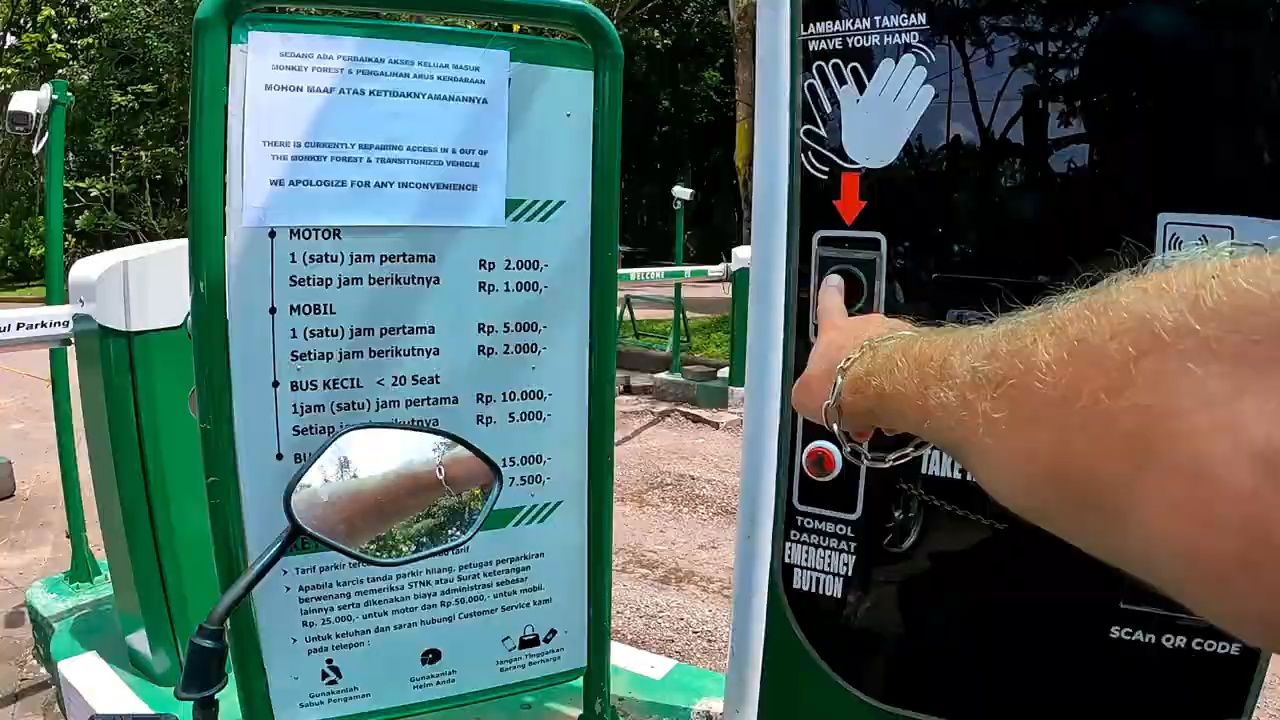 SEDANG ADA PERBAIKAN AKSES KELUAR MASUK
MONKEY FOREST & PENGALIHAN ARUS KENDARAAN
MOHON MAAF ATAS KETIDAKNYAMANANNYA
THERE IS CURRENTLY REPAIRING ACCESS IN & OUT OF
THE MONKEY FOREST & TRANSITIONIZED VEHICLE
WE APOLOGIZE FOR ANY INCONVENIENCE
MOTOR
1 (satu) jam pertama Rp 2.000,-
Setiap jam berikutnya Rp. 1.000,-
MOBIL
1 (satu) jam pertama Rp. 5.000,-
Setiap jam berikutnya Rp. 2.000,-
BUS KECIL < 20 Seat
1jam (satu) jam pertama Rp. 10.000,-
Setiap Rp. 5.000,-
15.000,-
7.500,-
Tarif parkir tarif
Apabila karcis tanda parkir hilang, petugas perparkiran
berwenang memeriksa STNK atau Surat keterangan
lainnya serta dikenakan biaya administrasi sebesar
Rp. 25.000,- untuk motor dan Rp.50.000,- untuk mobil.
Untuk keluhan dan saran hubungi Customer Service kami
pada telepon :
Gunakanlah
Sabuk Pengaman
Gunakanlah
Helm Anda
Jangan Tinggalkan
Barang Berharga
Parking
WELCOME
LAMBAIKAN TANGAN
WAVE YOUR HAND
TAKE
TOMBOL
DARURAT
EMERGENCY
BUTTON
SCAn QR CODE